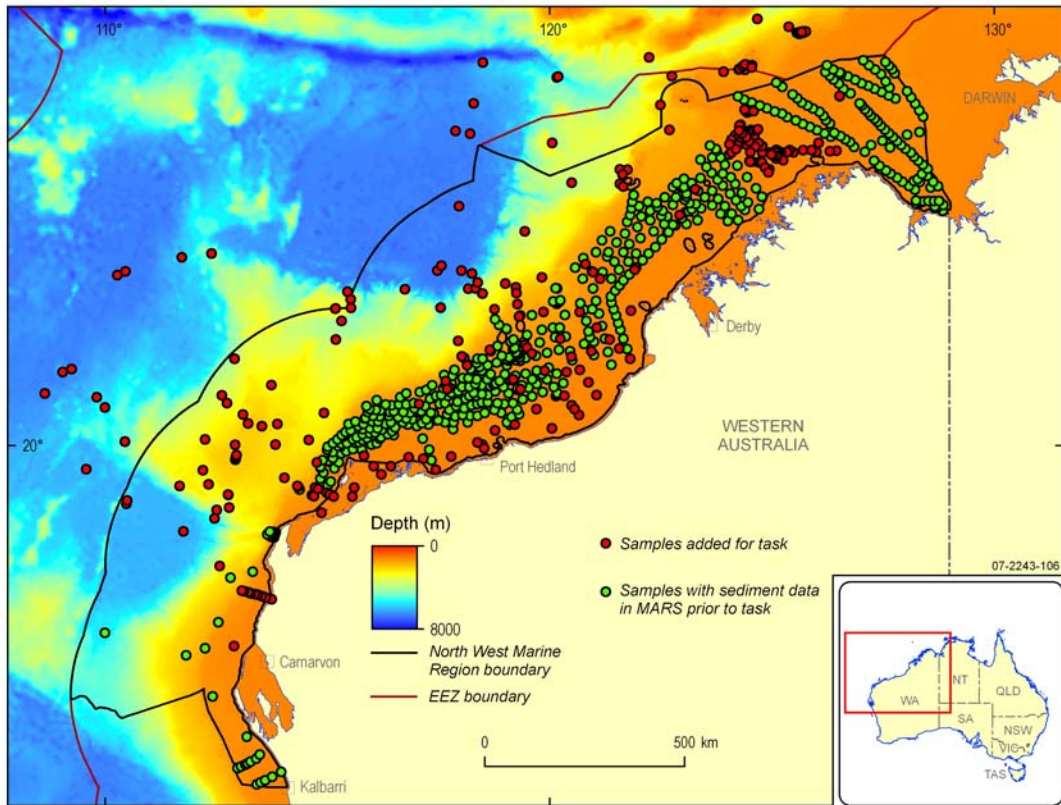 110°
120°
130°
DARWIN
Derby
WESTERN
AUSTRALIA
20°
20°
Port Hedland
Depth (m)
0
8000
Samples added for task
Samples with sediment data
in MARS prior to task
07-2243-106
North West Marine
Region boundary
EEZ boundary
Carnarvon
0
500 km
Kalbarri
NT
QLD
WA
SA
NSW
VIC
TAS